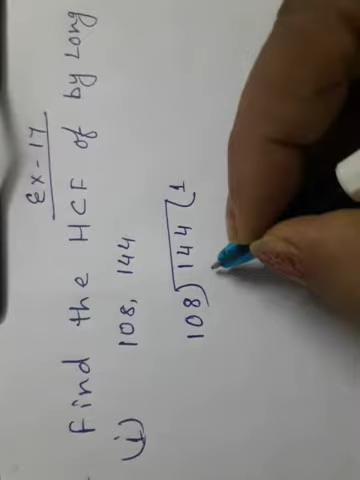 Ex-17
Find the HCF of by Long
(i) 108, 144
108)144(1